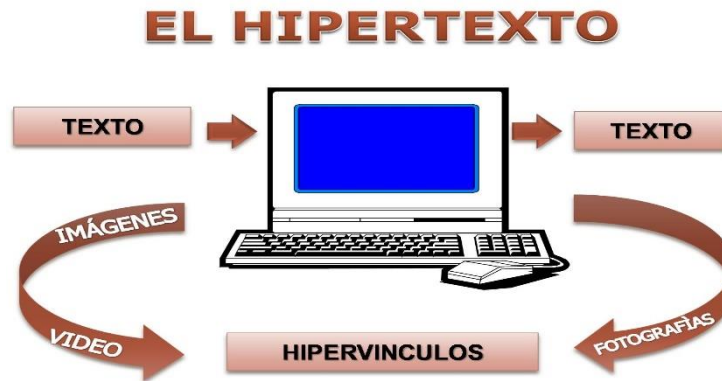 EL HIPERTEXTO
TEXTO
TEXTO
IMÁGENES
VIDEO
HIPERVINCULOS
FOTOGRAFÌAS